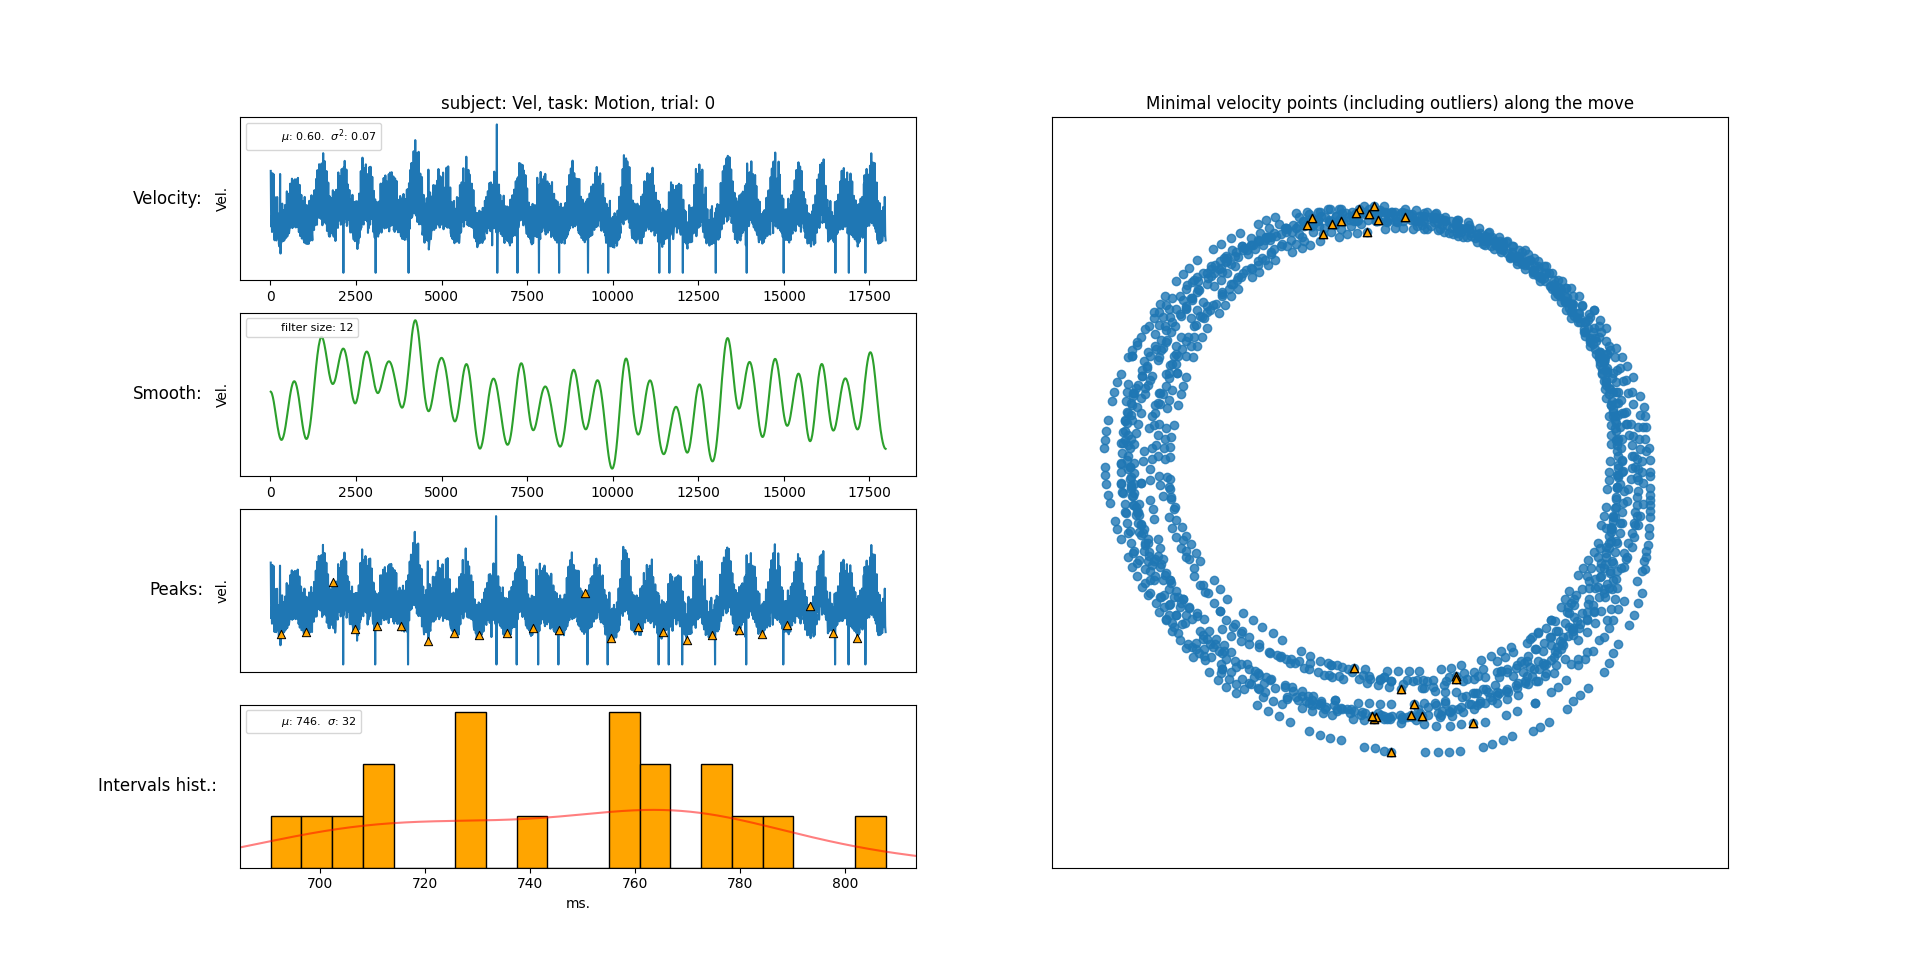 subject: Vel, task: Motion, trial: 0
Velocity:
Vel.
μ: 0.60.  σ²: 0.07
0 2500 5000 7500 10000 12500 15000 17500
Smooth:
Vel.
filter size: 12
0 2500 5000 7500 10000 12500 15000 17500
Peaks:
vel.
Intervals hist.:
μ: 746.  σ: 32
700 720 740 760 780 800
ms.
Minimal velocity points (including outliers) along the move